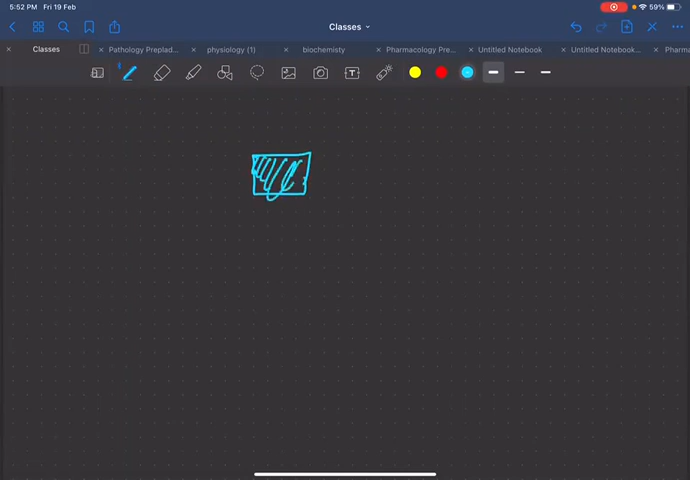 5:52 PM Fri 19 Feb 59%
Classes
Classes Pathology Preplad... physiology (1) biochemisty Pharmacology Pre... Untitled Notebook Untitled Notebook... Pharma
T